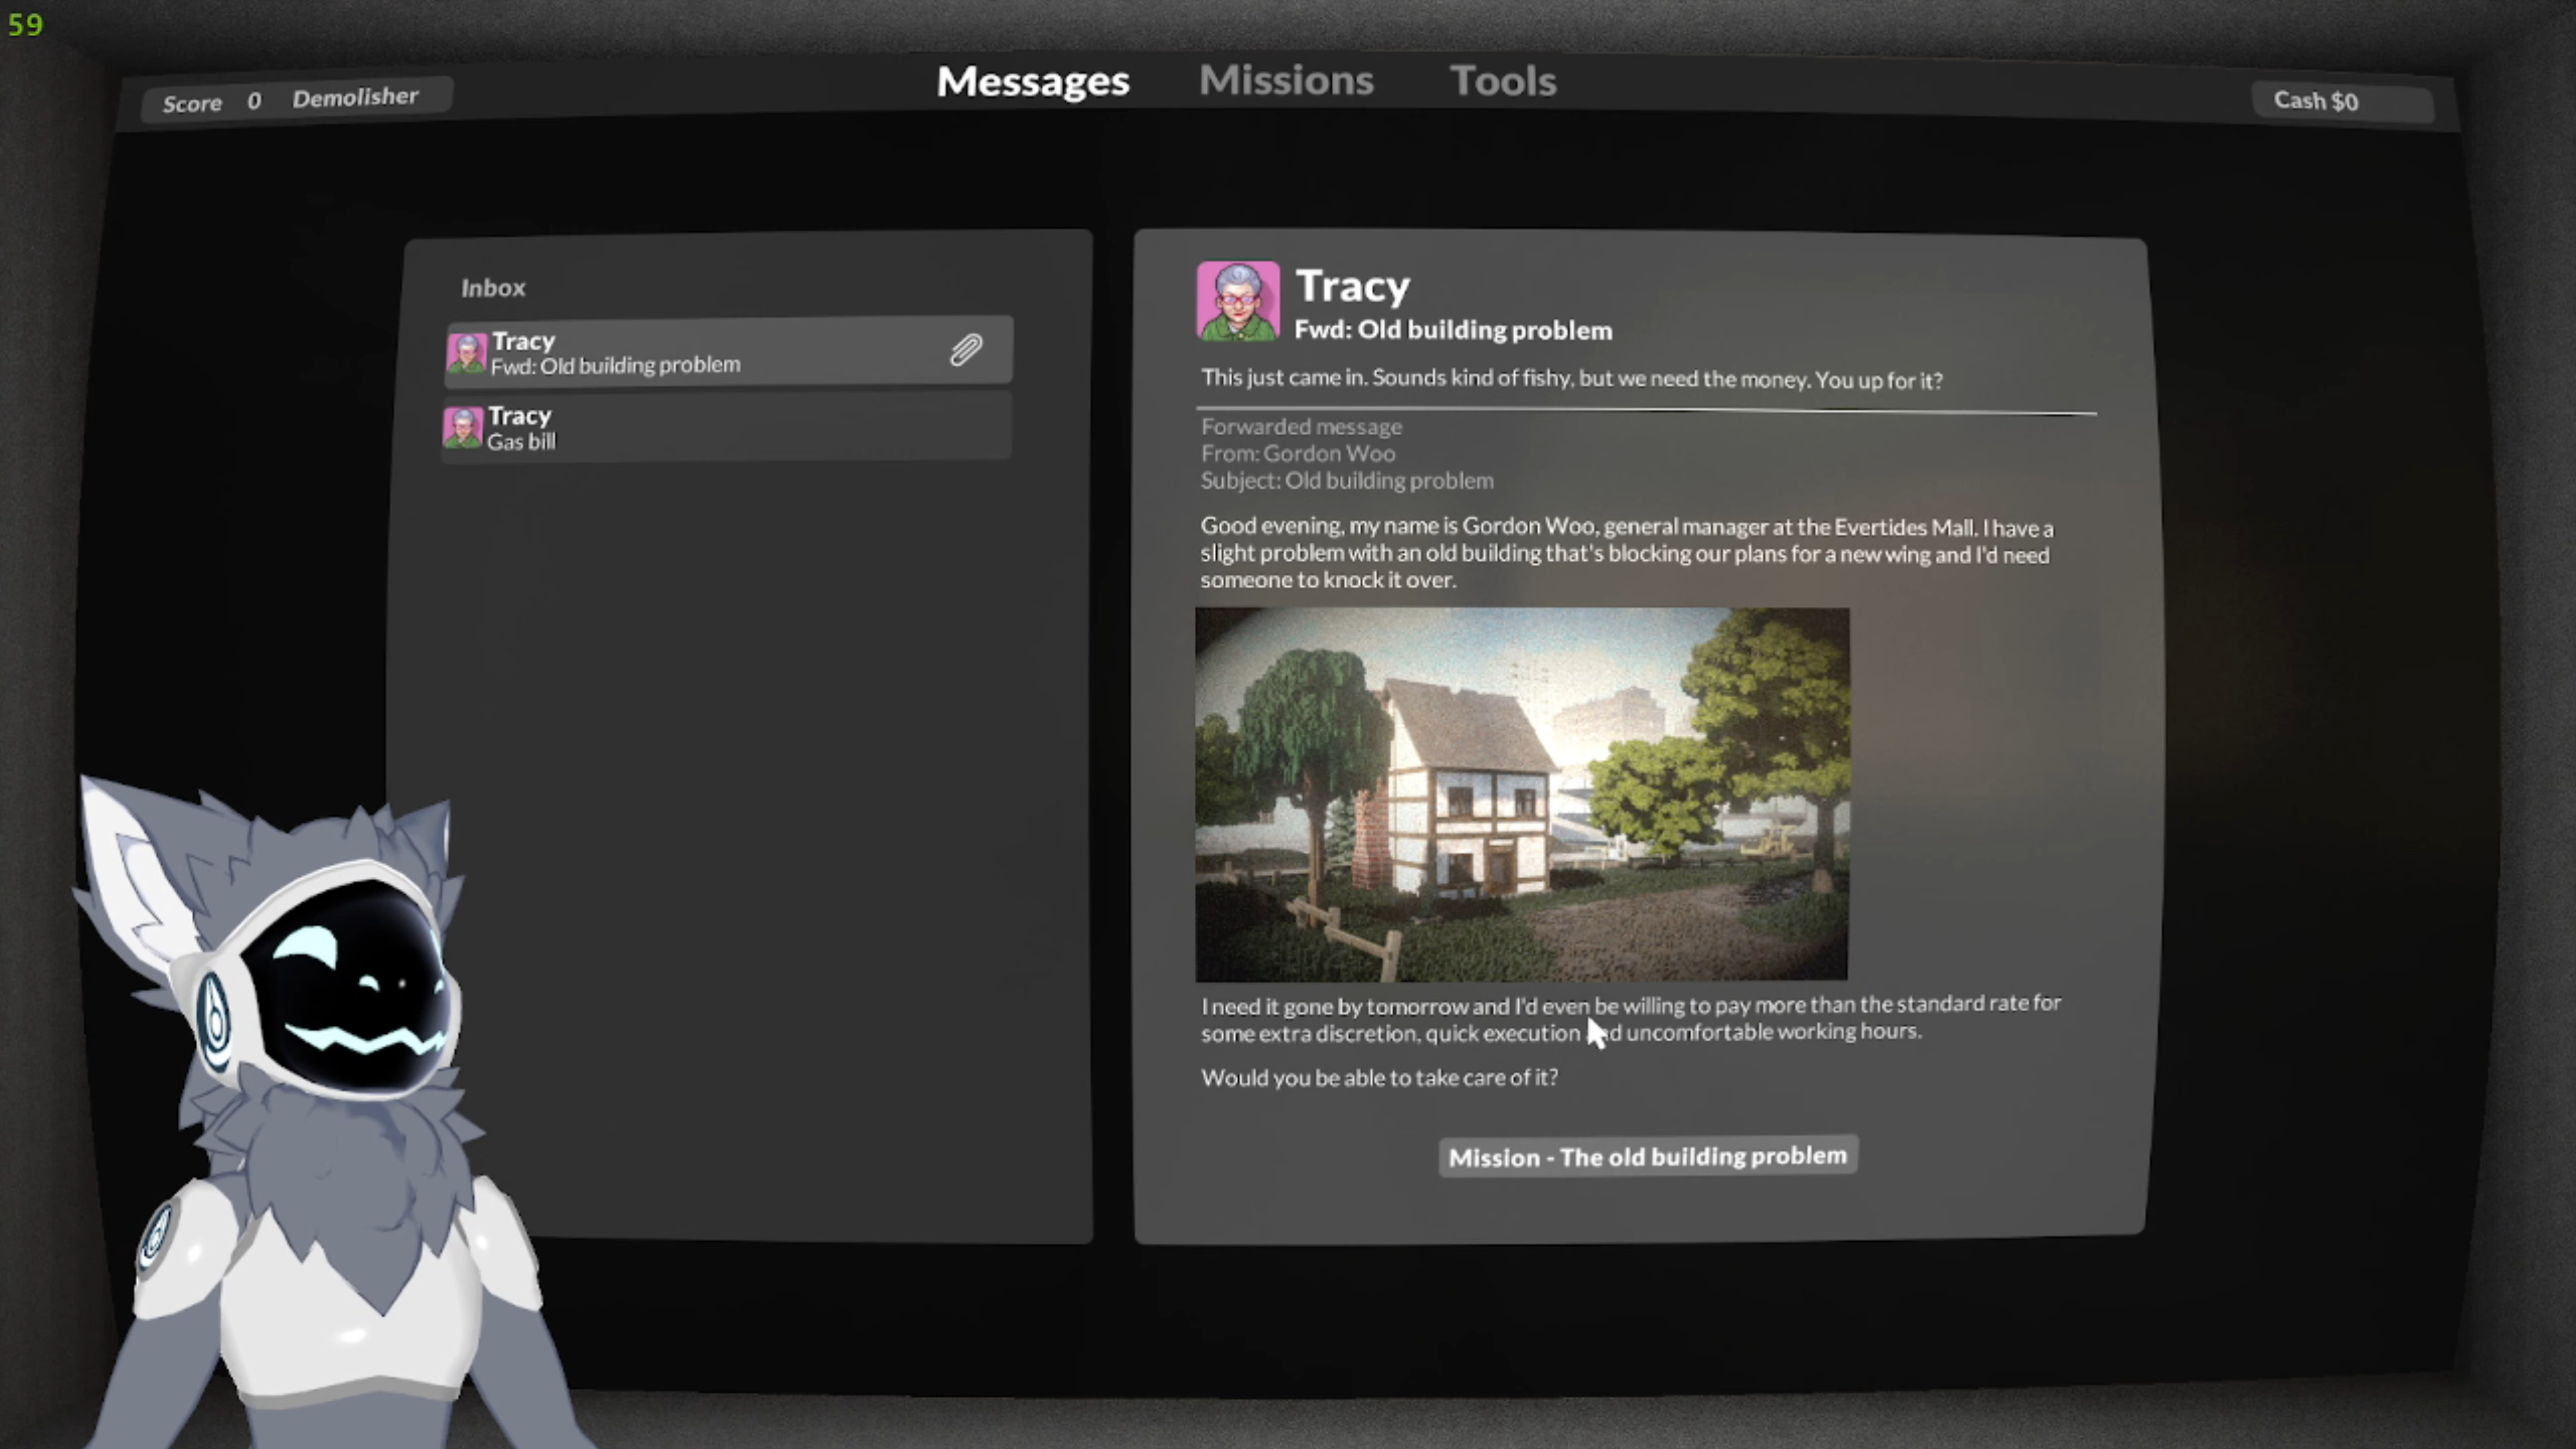 59
Score 0 Demolisher
Messages Missions Tools
Cash $0
Inbox
Tracy
Fwd: Old building problem
Tracy
Gas bill
Tracy
Fwd: Old building problem
This just came in. Sounds kind of fishy, but we need the money. You up for it?
Forwarded message
From: Gordon Woo
Subject: Old building problem
Good evening, my name is Gordon Woo, general manager at the Evertides Mall. I have a
slight problem with an old building that's blocking our plans for a new wing and I'd need
someone to knock it over.
I need it gone by tomorrow and I'd even be willing to pay more than the standard rate for
some extra discretion, quick execution and uncomfortable working hours.
Would you be able to take care of it?
Mission - The old building problem